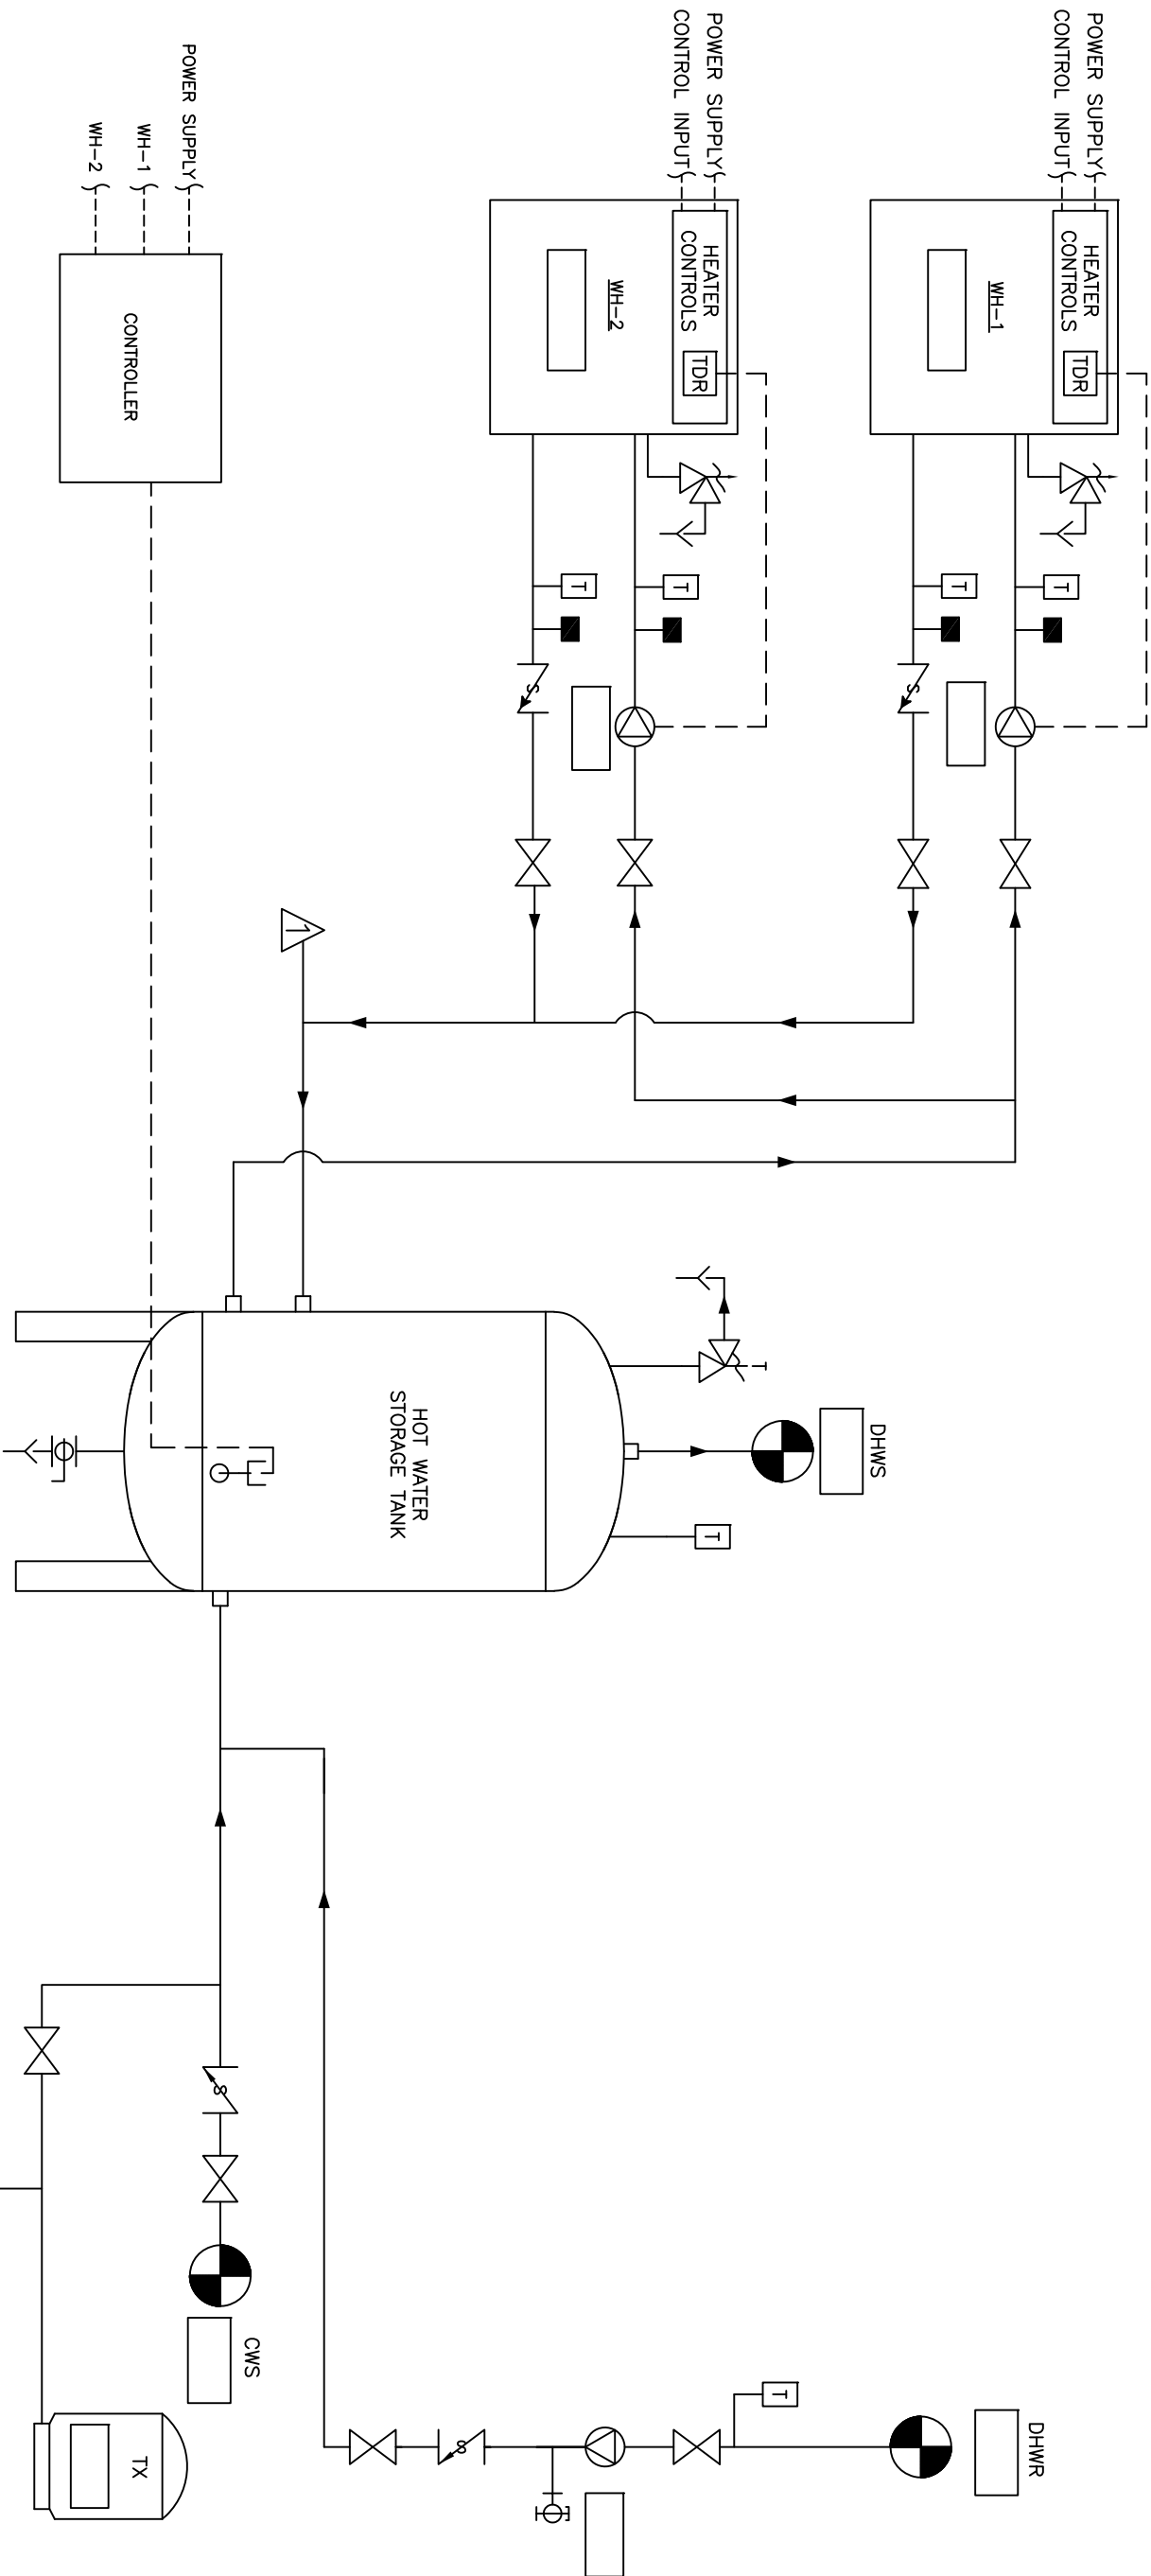 POWER SUPPLY
CONTROL INPUT
HEATER
CONTROLS
TDR
WH-1
T
T
S
POWER SUPPLY
CONTROL INPUT
HEATER
CONTROLS
TDR
WH-2
T
T
S
POWER SUPPLY
WH-1
WH-2
CONTROLLER
1
HOT WATER
STORAGE TANK
DHWS
T
DHWR
T
S
CWS
S
TX